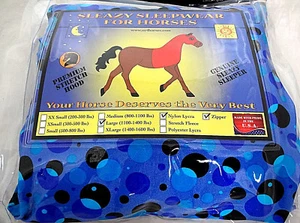 SLEAZY SLEEPWEAR
FOR HORSES
PREMIUM
STRETCH
HOOD
GENUINE
SLEAZY
SLEEPER
Your Horse Deserves the Very Best
XX Small (200-300 lbs)
XSmall (300-500 lbs)
Small (500-800 lbs)
Medium (800-1100 lbs)
Large (1100-1400 lbs)
XLarge (1400-1600 lbs)
Nylon Lycra
Stretch Fleece
Polyester Lycra
Zipper
MADE WITH PRIDE
IN THE
U.S.A.